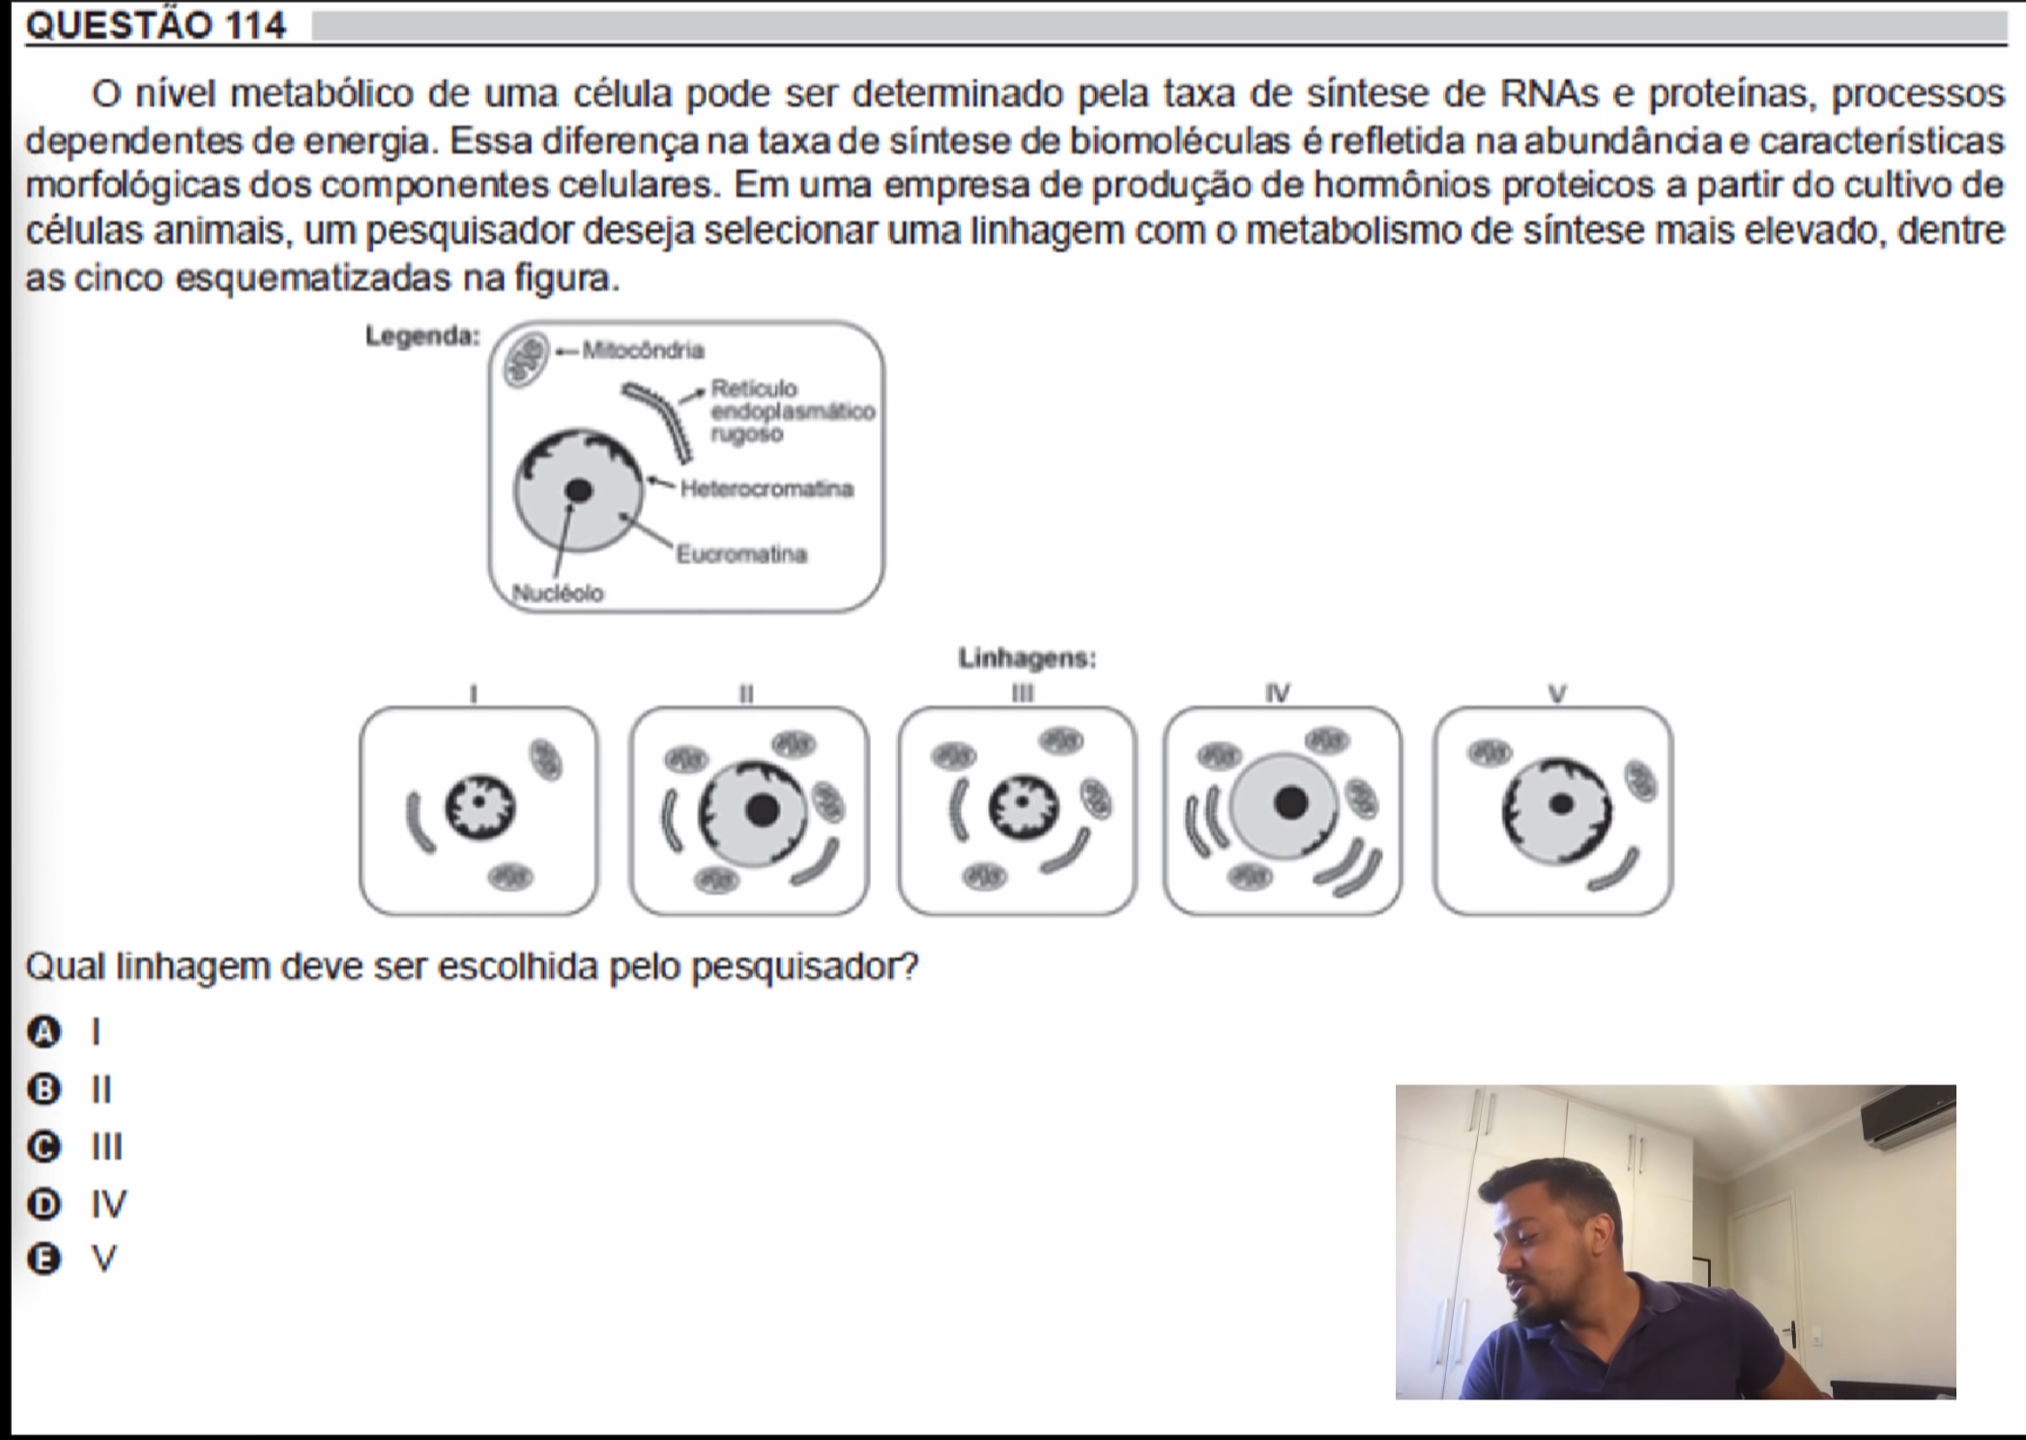 QUESTÃO 114
O nível metabólico de uma célula pode ser determinado pela taxa de síntese de RNAs e proteínas, processos
dependentes de energia. Essa diferença na taxa de síntese de biomoléculas é refletida na abundância e características
morfológicas dos componentes celulares. Em uma empresa de produção de hormônios proteicos a partir do cultivo de
células animais, um pesquisador deseja selecionar uma linhagem com o metabolismo de síntese mais elevado, dentre
as cinco esquematizadas na figura.
Legenda:
Mitocôndria
Retículo
endoplasmático
rugoso
Heterocromatina
Eucromatina
Nucléolo
Linhagens:
I II III IV V
Qual linhagem deve ser escolhida pelo pesquisador?
A I
B II
C III
D IV
E V